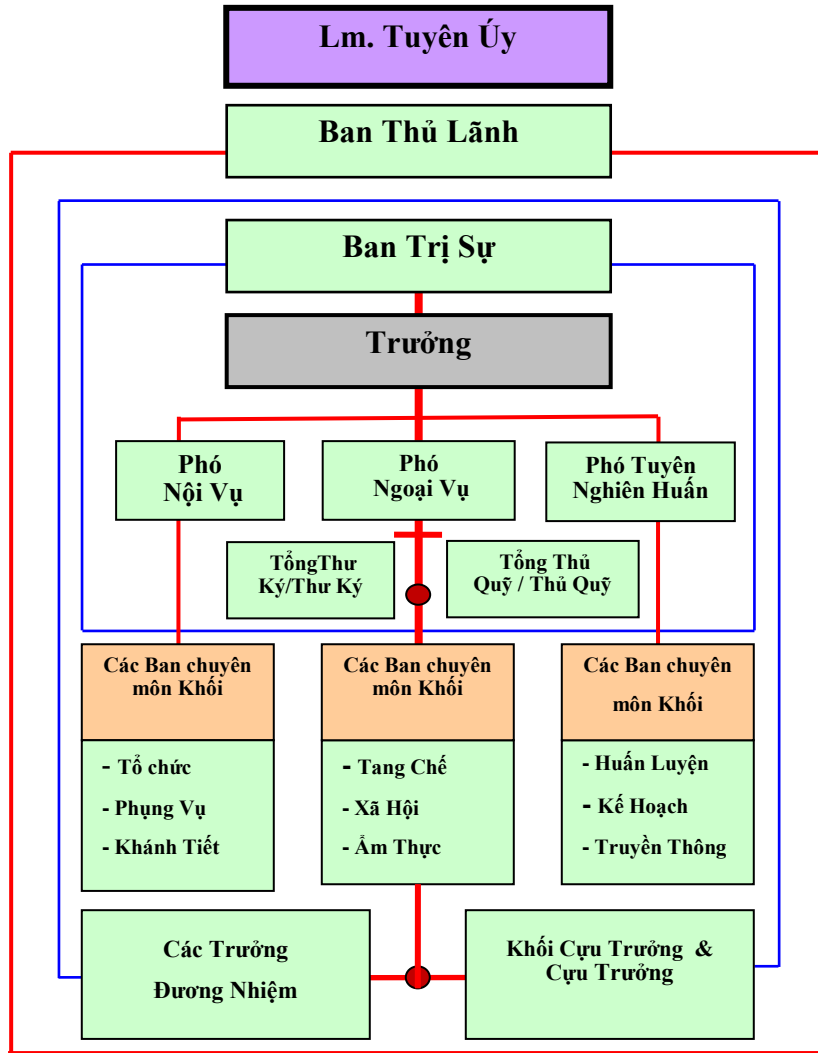 Lm. Tuyên Úy
Ban Thủ Lãnh
Ban Trị Sự
Trưởng
Phó
Nội Vụ
Phó
Ngoại Vụ
Phó Tuyên
Nghiên Huấn
TổngThư
Ký/Thư Ký
Tổng Thủ
Quỹ / Thủ Quỹ
Các Ban chuyên
môn Khối
- Tổ chức
- Phụng Vụ
- Khánh Tiết
Các Ban chuyên
môn Khối
- Tang Chế
- Xã Hội
- Ẩm Thực
Các Ban chuyên
môn Khối
- Huấn Luyện
- Kế Hoạch
- Truyền Thông
Các Trưởng
Đương Nhiệm
Khối Cựu Trưởng &
Cựu Trưởng